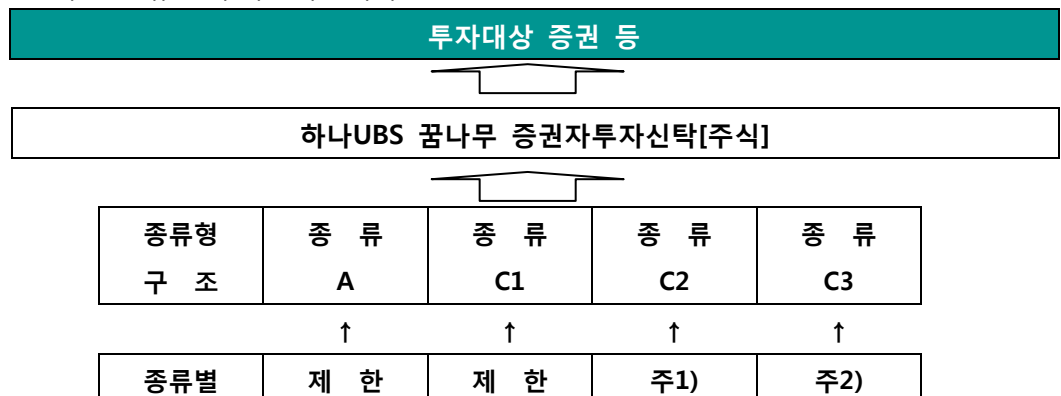 투자대상 증권 등
하나UBS 꿈나무 증권자투자신탁[주식]
종류형 종 류 종 류 종 류 종 류
구 조 A C1 C2 C3
↑ ↑ ↑ ↑
종류별 제 한 제 한 주1) 주2)